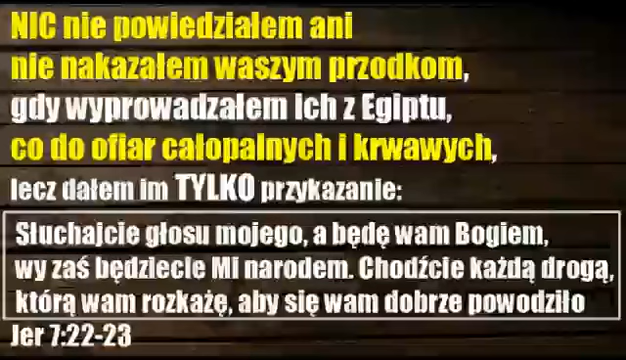 NIC nie powiedziałem ani
nie nakazałem waszym przodkom,
gdy wyprowadzałem ich z Egiptu,
co do ofiar całopalnych i krwawych,
lecz dałem im TYLKO przykazanie:
Słuchajcie głosu mojego, a będę wam Bogiem,
wy zaś będziecie Mi narodem. Chodźcie każdą drogą,
którą wam rozkażę, aby się wam dobrze powodziło
Jer 7:22-23